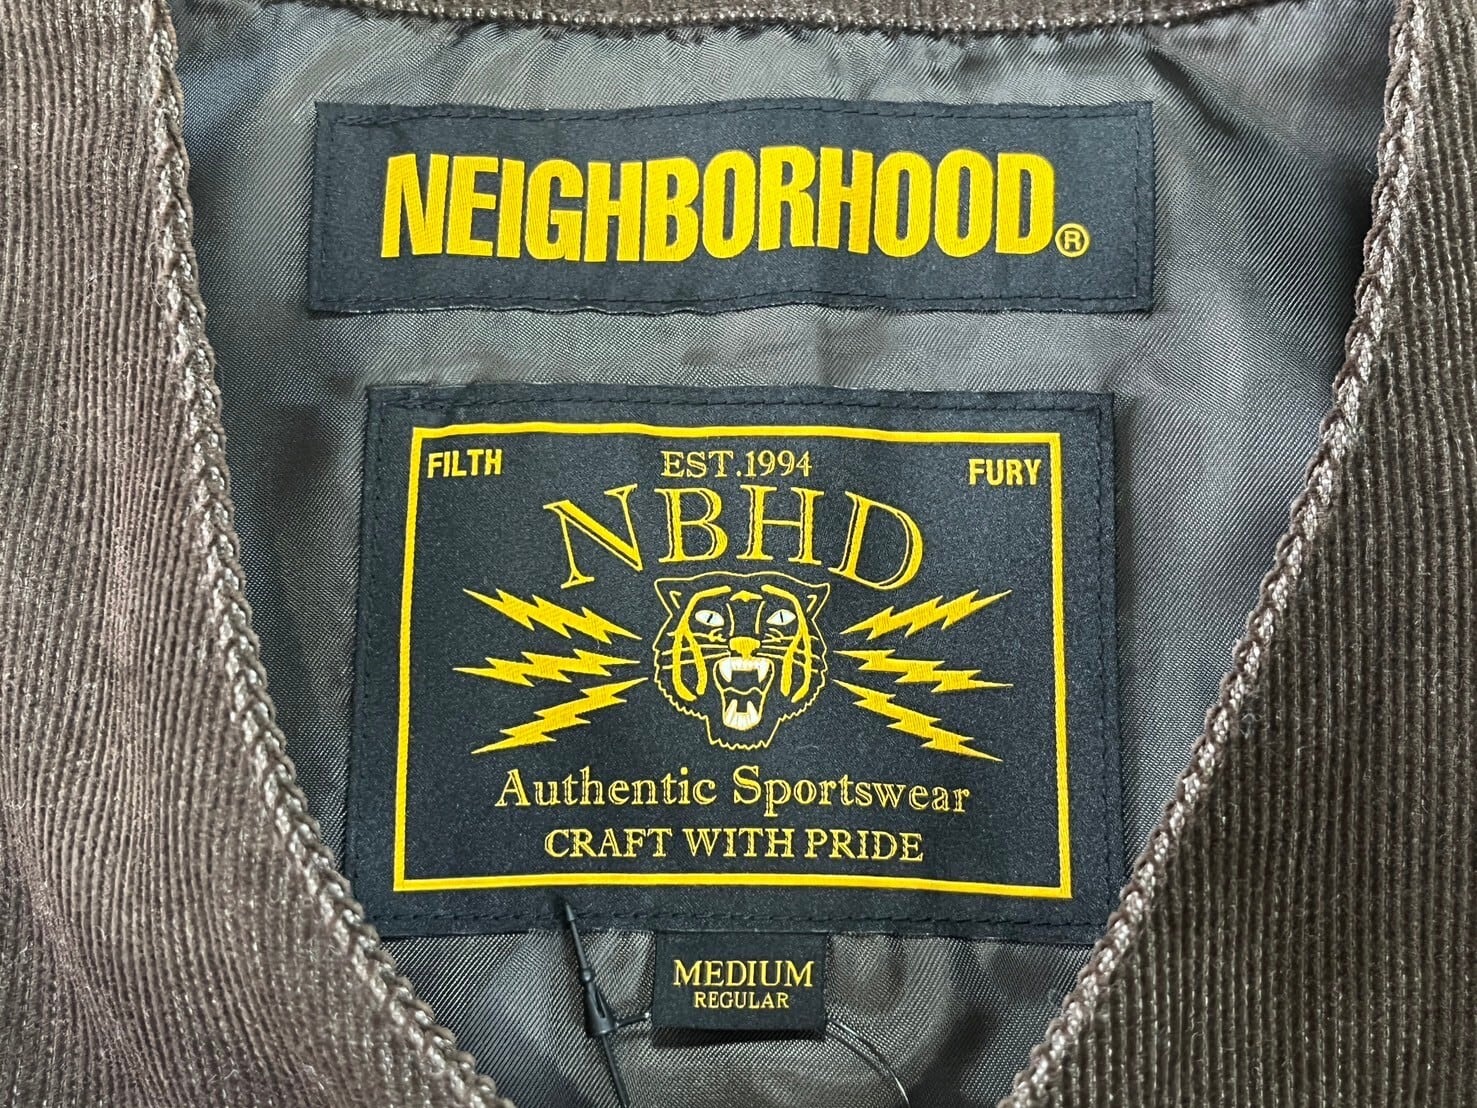 NEIGHBORHOOD®
FILTH EST.1994 FURY
NBHD
Authentic Sportswear
CRAFT WITH PRIDE
MEDIUM
REGULAR